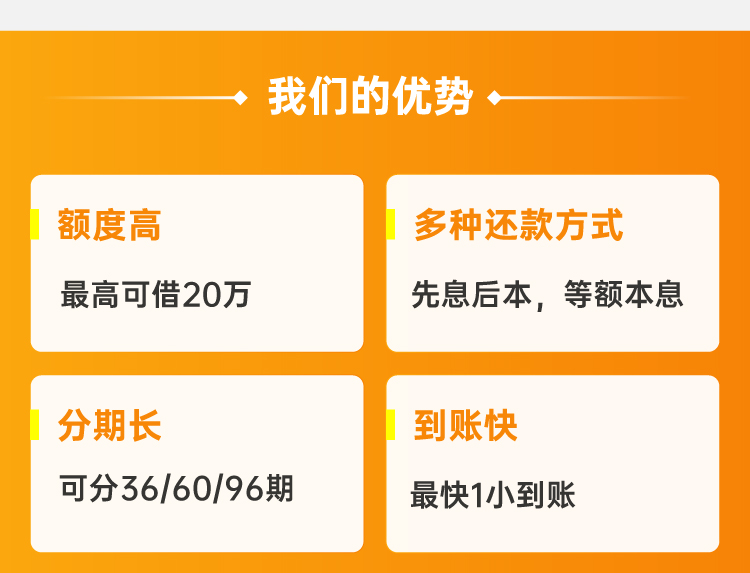 我们的优势
额度高
最高可借20万
多种还款方式
先息后本，等额本息
分期长
可分36/60/96期
到账快
最快1小到账